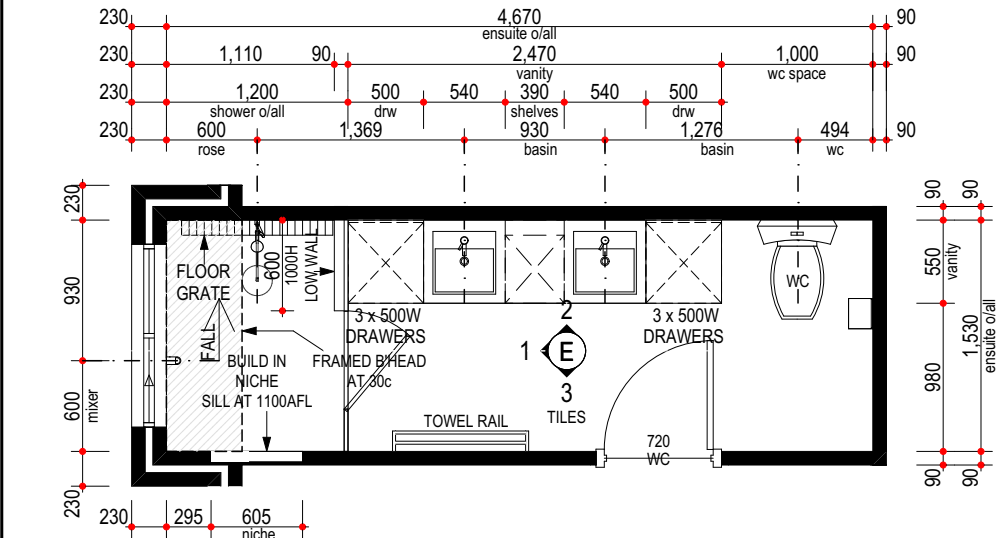 230 4,670 90
ensuite o/all
230 1,110 90 2,470 1,000 90
vanity wc space
230 1,200 500 540 390 540 500
shower o/all drw shelves drw
230 600 1,369 930 1,276 494 90
rose basin basin wc
230
930
600
mixer
230
FLOOR
GRATE
FALL
600
1000H
LOW WALL
3 x 500W
DRAWERS
3 x 500W
DRAWERS
WC
BUILD IN
NICHE
SILL AT 1100AFL
FRAMED B'HEAD
AT 30c
2
1 E
3
TILES
TOWEL RAIL
720
WC
90
550
vanity
980
90
90
1,530
ensuite o/all
90
230 295 605
niche